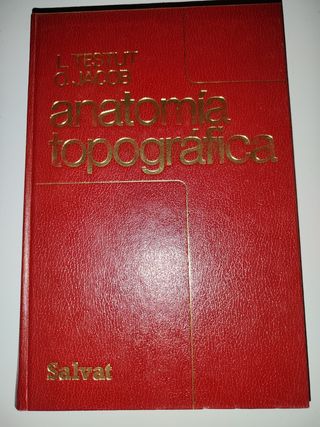 L. TESTUT
O. JACOB
anatomía
topográfica
Salvat